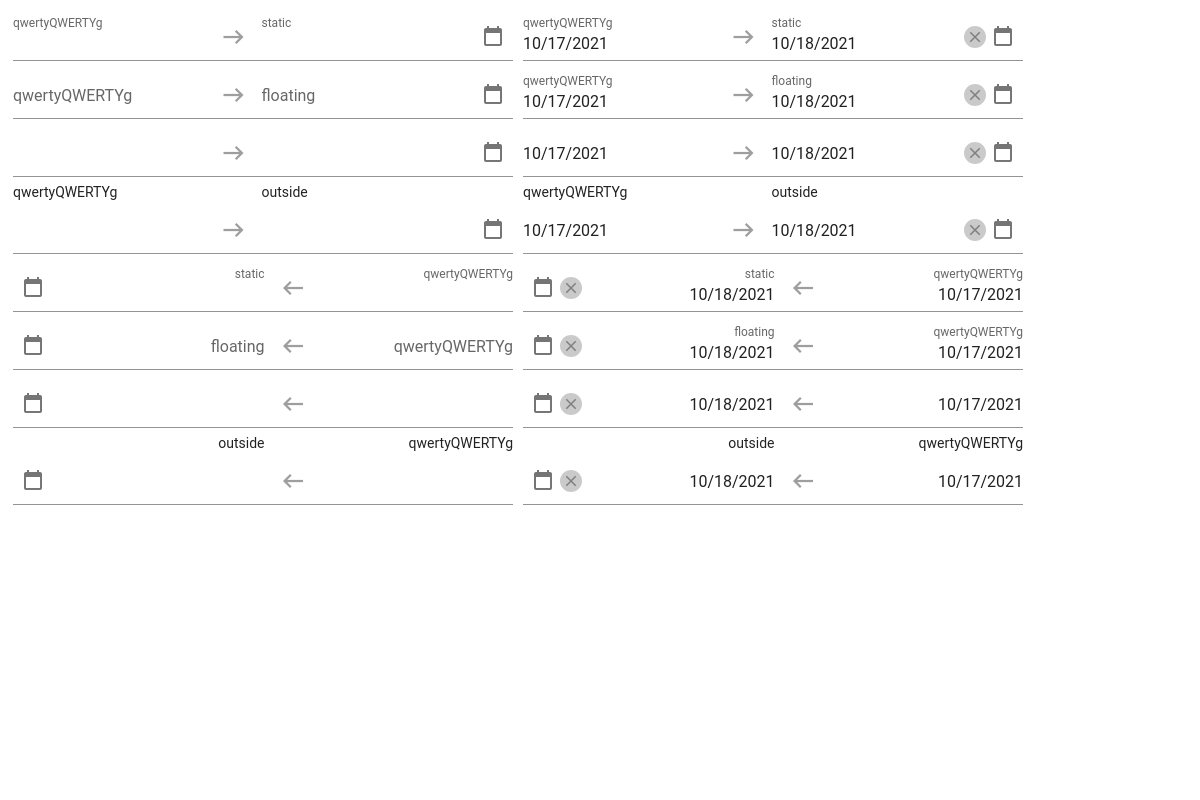 qwertyQWERTYg static qwertyQWERTYg static
10/17/2021 10/18/2021
qwertyQWERTYg floating qwertyQWERTYg floating
10/17/2021 10/18/2021
10/17/2021 10/18/2021
qwertyQWERTYg outside qwertyQWERTYg outside
10/17/2021 10/18/2021
static qwertyQWERTYg static qwertyQWERTYg
10/18/2021 10/17/2021
floating qwertyQWERTYg floating qwertyQWERTYg
10/18/2021 10/17/2021
10/18/2021 10/17/2021
outside qwertyQWERTYg outside qwertyQWERTYg
10/18/2021 10/17/2021